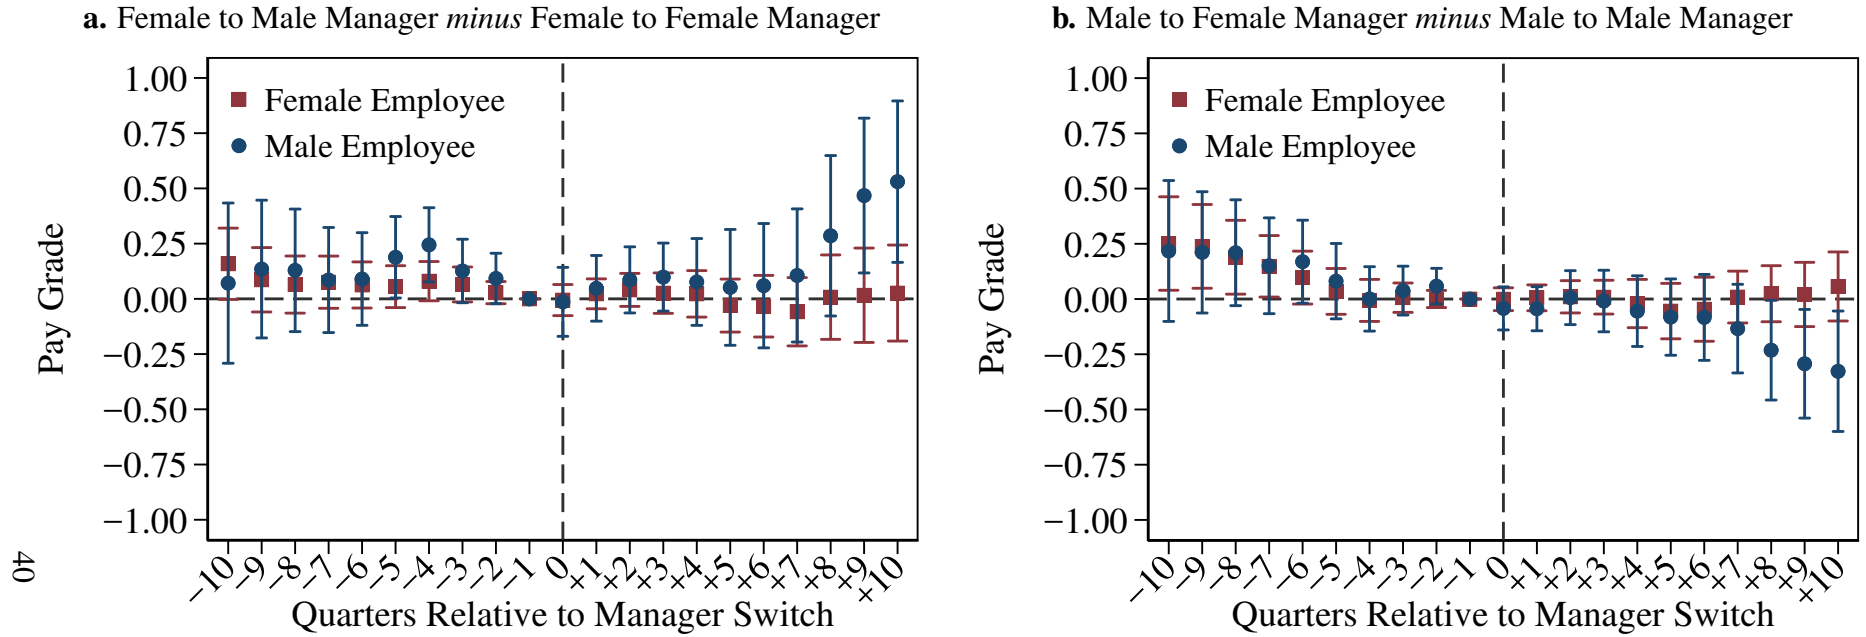 a. Female to Male Manager minus Female to Female Manager
1.00
0.75
0.50
0.25
0.00
−0.25
−0.50
−0.75
−1.00
Pay Grade
Female Employee
Male Employee
−10 −9 −8 −7 −6 −5 −4 −3 −2 −1 0 +1 +2 +3 +4 +5 +6 +7 +8 +9 +10
Quarters Relative to Manager Switch
b. Male to Female Manager minus Male to Male Manager
1.00
0.75
0.50
0.25
0.00
−0.25
−0.50
−0.75
−1.00
Pay Grade
Female Employee
Male Employee
−10 −9 −8 −7 −6 −5 −4 −3 −2 −1 0 +1 +2 +3 +4 +5 +6 +7 +8 +9 +10
Quarters Relative to Manager Switch
40